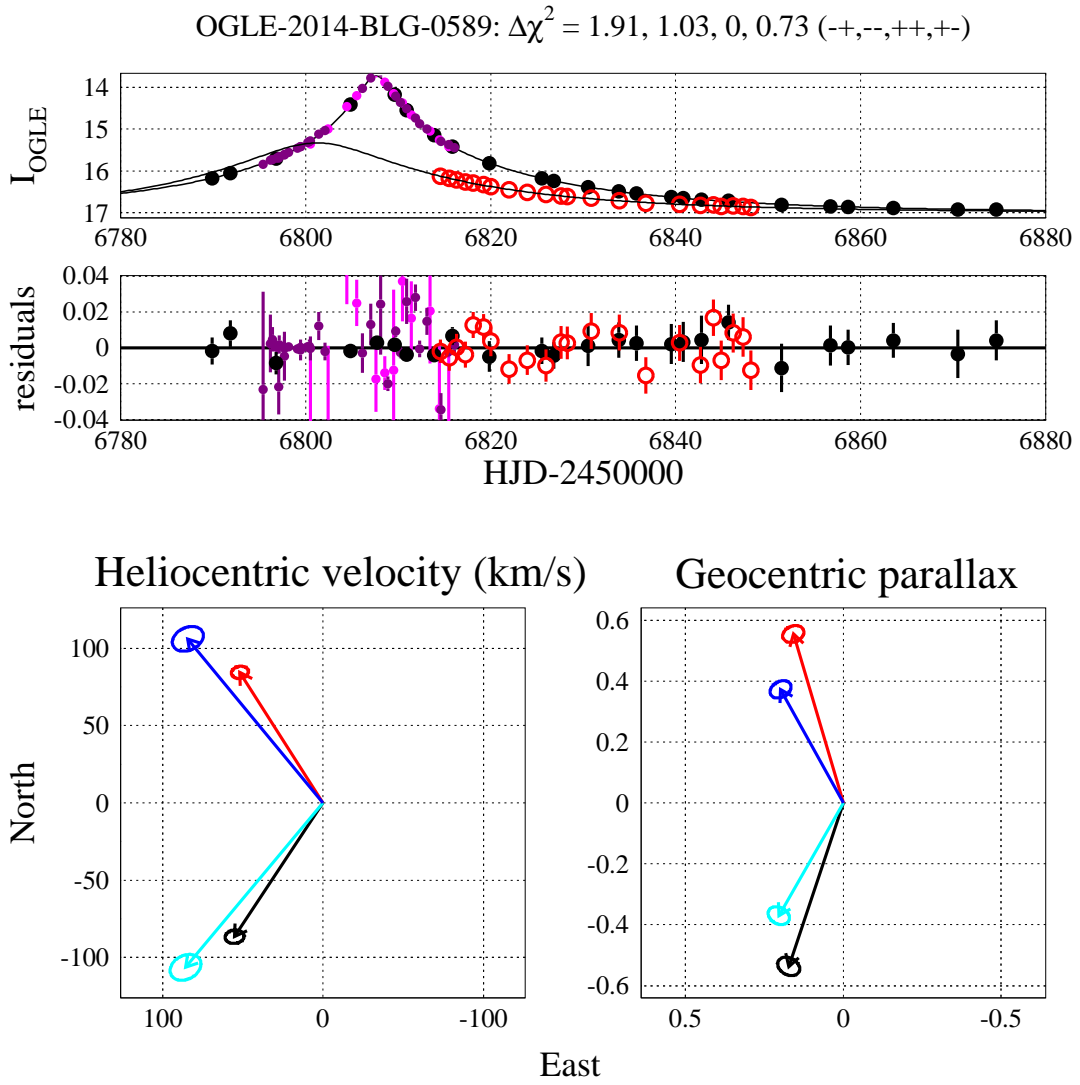 OGLE-2014-BLG-0589: Δχ² = 1.91, 1.03, 0, 0.73 (-+,--,++,+-)
I_OGLE
14
15
16
17
6780 6800 6820 6840 6860 6880
residuals
0.04
0.02
0
-0.02
-0.04
6780 6800 6820 6840 6860 6880
HJD-2450000
Heliocentric velocity (km/s)
North
100
50
0
-50
-100
100 0 -100
Geocentric parallax
0.6
0.4
0.2
0
-0.2
-0.4
-0.6
0.5 0 -0.5
East